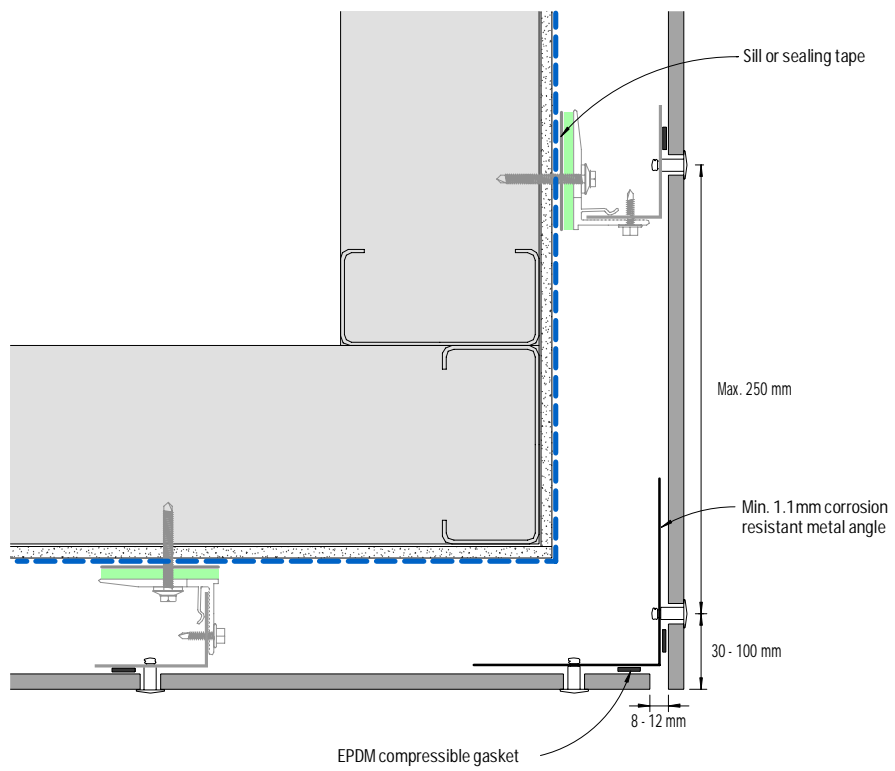 Sill or sealing tape
Max. 250 mm
Min. 1.1mm corrosion
resistant metal angle
30 - 100 mm
8 - 12 mm
EPDM compressible gasket